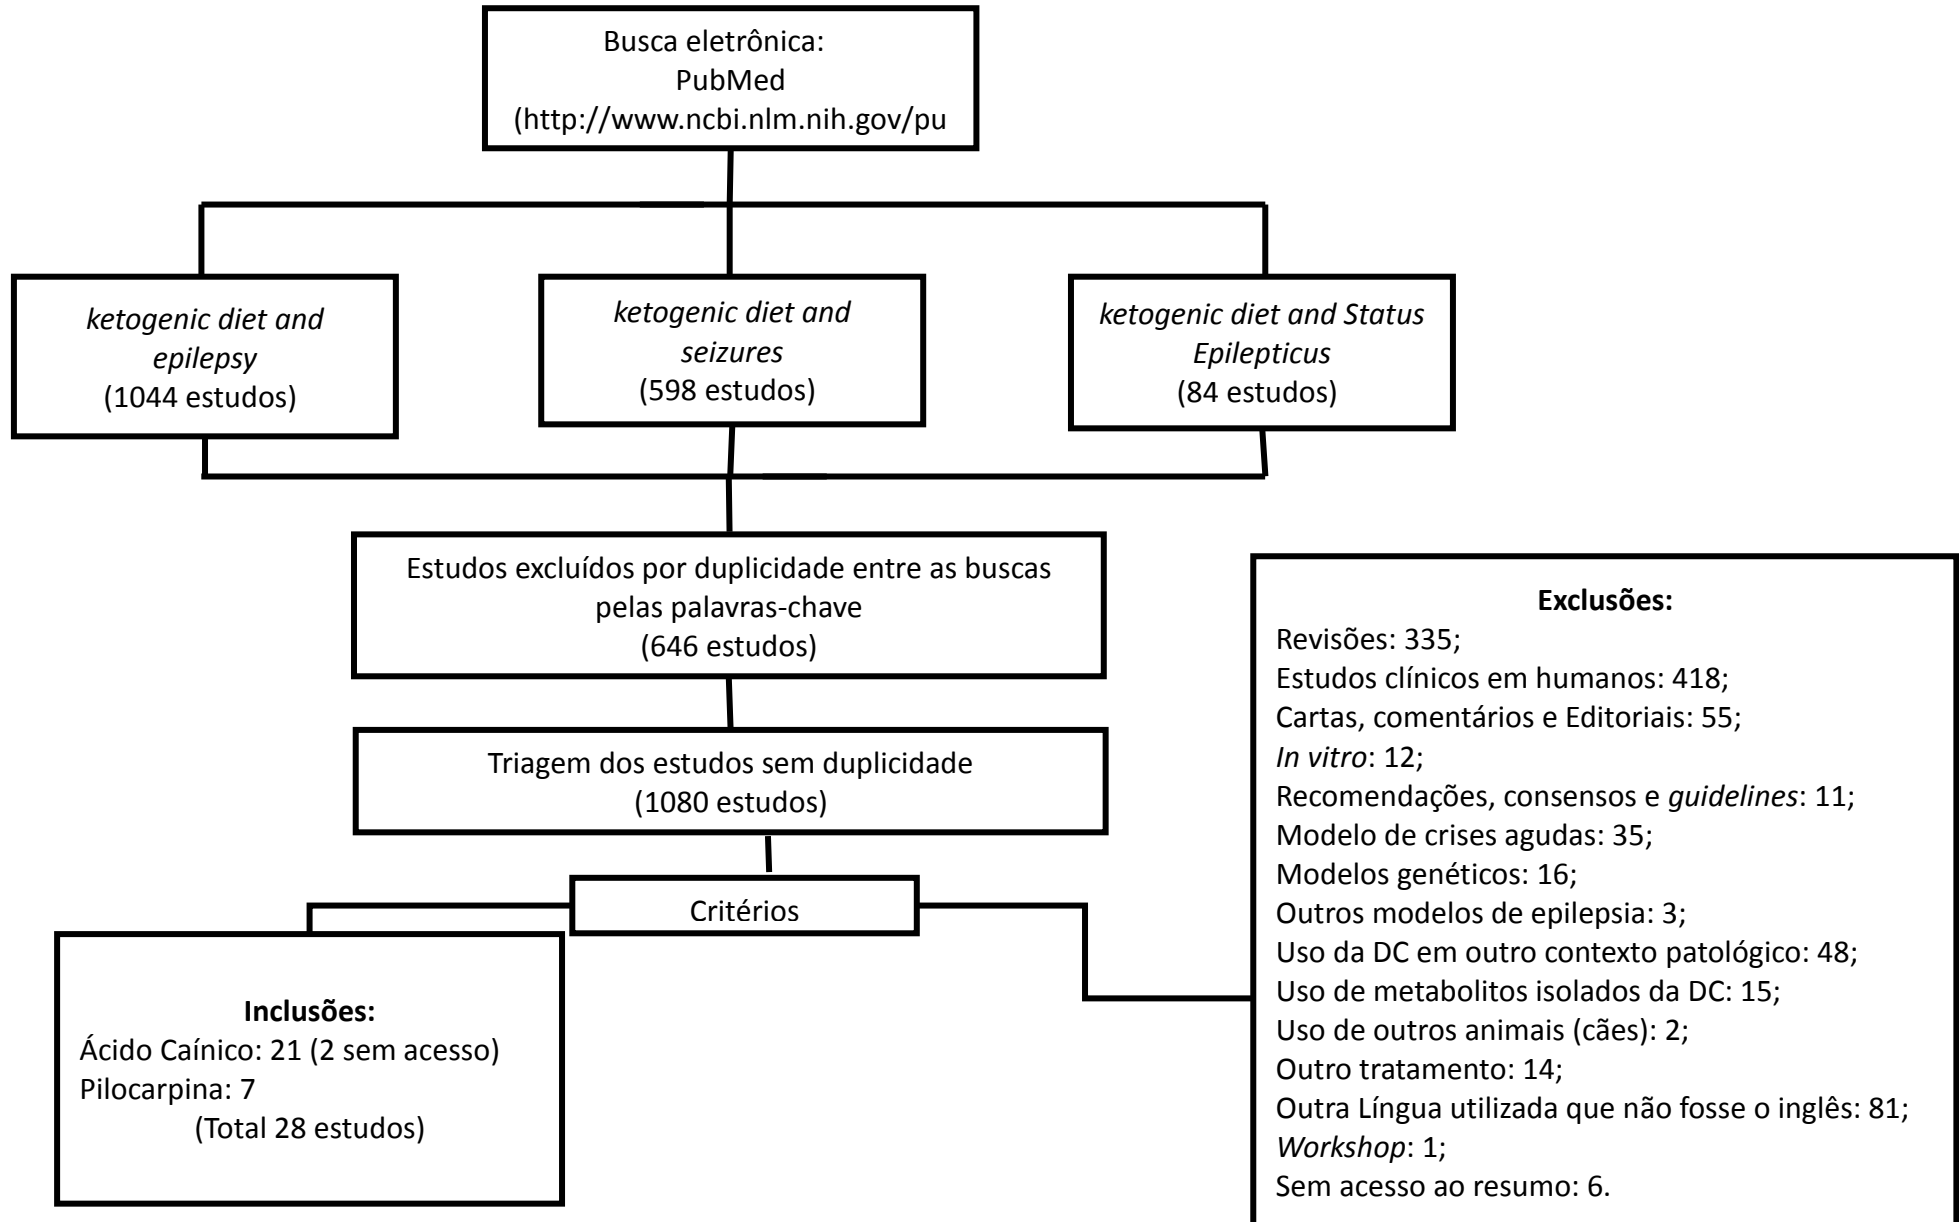 Busca eletrônica:
PubMed
(http://www.ncbi.nlm.nih.gov/pu
ketogenic diet and
epilepsy
(1044 estudos)
ketogenic diet and
seizures
(598 estudos)
ketogenic diet and Status
Epilepticus
(84 estudos)
Estudos excluídos por duplicidade entre as buscas
pelas palavras-chave
(646 estudos)
Triagem dos estudos sem duplicidade
(1080 estudos)
Critérios
Inclusões:
Ácido Caínico: 21 (2 sem acesso)
Pilocarpina: 7
(Total 28 estudos)
Exclusões:
Revisões: 335;
Estudos clínicos em humanos: 418;
Cartas, comentários e Editoriais: 55;
In vitro: 12;
Recomendações, consensos e guidelines: 11;
Modelo de crises agudas: 35;
Modelos genéticos: 16;
Outros modelos de epilepsia: 3;
Uso da DC em outro contexto patológico: 48;
Uso de metabolitos isolados da DC: 15;
Uso de outros animais (cães): 2;
Outro tratamento: 14;
Outra Língua utilizada que não fosse o inglês: 81;
Workshop: 1;
Sem acesso ao resumo: 6.